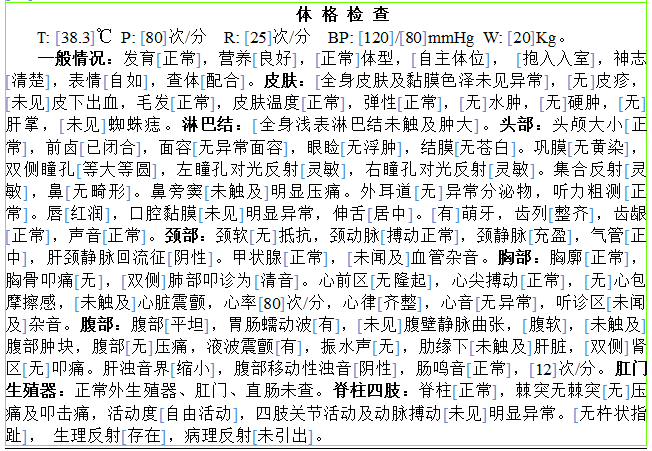 体 格 检 查
T: [38.3]℃ P: [80]次/分 R: [25]次/分 BP: [120]/[80]mmHg W: [20]Kg。
一般情况：发育[正常]，营养[良好]，[正常]体型，[自主体位]， [抱入入室]，神志
[清楚]，表情[自如]，查体[配合]。皮肤：[全身皮肤及黏膜色泽未见异常]，[无]皮疹，
[未见]皮下出血，毛发[正常]，皮肤温度[正常]，弹性[正常]，[无]水肿，[无]硬肿，[无]
肝掌，[未见]蜘蛛痣。淋巴结：[全身浅表淋巴结未触及肿大]。头部：头颅大小[正
常]，前卤[已闭合]，面容[无异常面容]，眼睑[无浮肿]，结膜[无苍白]。巩膜[无黄染]，
双侧瞳孔[等大等圆]，左瞳孔对光反射[灵敏]，右瞳孔对光反射[灵敏]。集合反射[灵
敏]，鼻[无畸形]。鼻旁窦[未触及]明显压痛。外耳道[无]异常分泌物，听力粗测[正
常]。唇[红润]，口腔黏膜[未见]明显异常，伸舌[居中]。[有]萌牙，齿列[整齐]，齿龈
[正常]，声音[正常]。颈部：颈软[无]抵抗，颈动脉[搏动正常]，颈静脉[充盈]，气管[正
中]，肝颈静脉回流征[阴性]。甲状腺[正常]，[未闻及]血管杂音。胸部：胸廓[正常]，
胸骨叩痛[无]，[双侧]肺部叩诊为[清音]。心前区[无隆起]，心尖搏动[正常]，[无]心包
摩擦感，[未触及]心脏震颤，心率[80]次/分，心律[齐整]，心音[无异常]，听诊区[未闻
及]杂音。腹部：腹部[平坦]，胃肠蠕动波[有]，[未见]腹壁静脉曲张，[腹软]，[未触及]
腹部肿块，腹部[无]压痛，液波震颤[有]，振水声[无]，肋缘下[未触及]肝脏，[双侧]肾
区[无]叩痛。肝浊音界[缩小]，腹部移动性浊音[阴性]，肠鸣音[正常]，[12]次/分。肛门
生殖器：正常外生殖器、肛门、直肠未查。脊柱四肢：脊柱[正常]，棘突无棘突[无]压
痛及叩击痛，活动度[自由活动]，四肢关节活动及动脉搏动[未见]明显异常。[无杵状指
趾]， 生理反射[存在]，病理反射[未引出]。